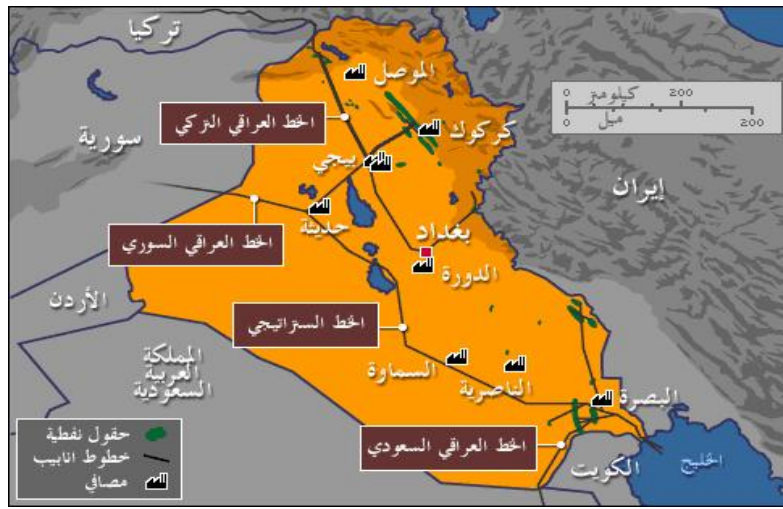 تركيا
الموصل
كيلومتر
0 200
ميل
0 200
الخط العراقي التركي
كركوك
سورية
بيجي
إيران
حديثة
بغداد
الخط العراقي السوري
الدورة
الأردن
الخط الستراتيجي
المملكة
العربية
السعودية
السماوة
الناصرية
البصرة
حقول نفطية
خطوط انابيب
مصافي
الخط العراقي السعودي
الكويت
الخليج